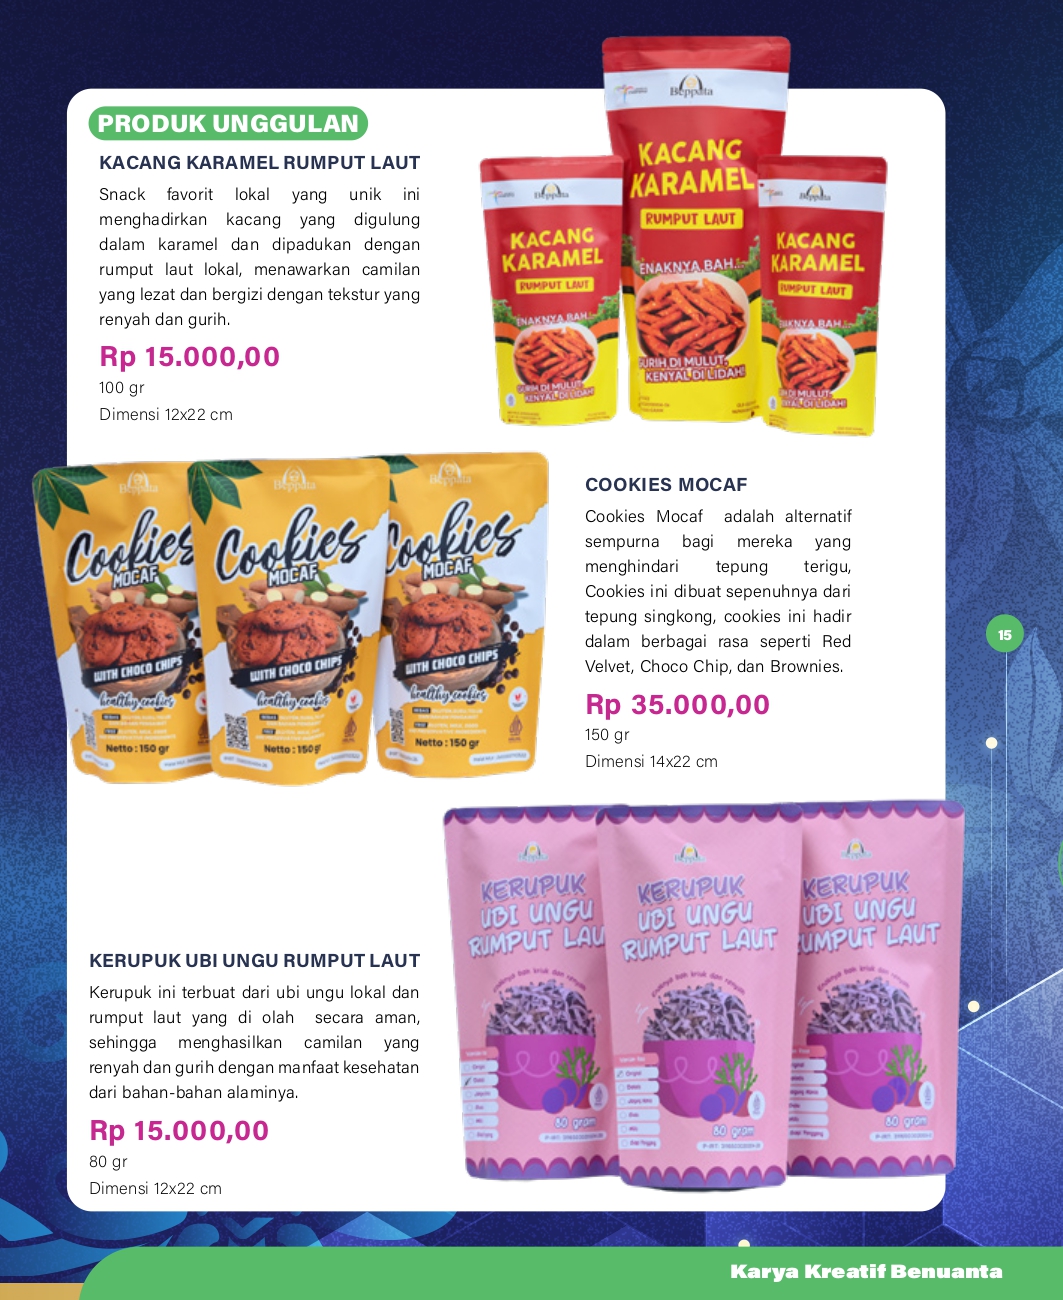 PRODUK UNGGULAN
KACANG KARAMEL RUMPUT LAUT
Snack favorit lokal yang unik ini
menghadirkan kacang yang digulung
dalam karamel dan dipadukan dengan
rumput laut lokal, menawarkan camilan
yang lezat dan bergizi dengan tekstur yang
renyah dan gurih.
Rp 15.000,00
100 gr
Dimensi 12x22 cm
Beppata
KACANG
KARAMEL
RUMPUT LAUT
ENAKNYA BAH..
GURIH DI MULUT,
KENYAL DI LIDAH!
Beppata
KACANG
KARAMEL
RUMPUT LAUT
ENAKNYA BAH..
GURIH DI MULUT,
KENYAL DI LIDAH!
Beppata
KACANG
KARAMEL
RUMPUT LAUT
ENAKNYA BAH..
GURIH DI MULUT,
KENYAL DI LIDAH!
Beppata
Cookies
MOCAF
WITH CHOCO CHIPS
healthy cookies
Netto : 150 gr
Beppata
Cookies
MOCAF
WITH CHOCO CHIPS
healthy cookies
Netto : 150 gr
Beppata
Cookies
MOCAF
WITH CHOCO CHIPS
healthy cookies
Netto : 150 gr
COOKIES MOCAF
Cookies Mocaf adalah alternatif
sempurna bagi mereka yang
menghindari tepung terigu,
Cookies ini dibuat sepenuhnya dari
tepung singkong, cookies ini hadir
dalam berbagai rasa seperti Red
Velvet, Choco Chip, dan Brownies.
Rp 35.000,00
150 gr
Dimensi 14x22 cm
15
KERUPUK UBI UNGU RUMPUT LAUT
Kerupuk ini terbuat dari ubi ungu lokal dan
rumput laut yang di olah secara aman,
sehingga menghasilkan camilan yang
renyah dan gurih dengan manfaat kesehatan
dari bahan-bahan alaminya.
Rp 15.000,00
80 gr
Dimensi 12x22 cm
Beppata
KERUPUK
UBI UNGU
RUMPUT LAU
80 gram
Beppata
KERUPUK
UBI UNGU
RUMPUT LAUT
80 gram
Beppata
KERUPUK
UBI UNGU
RUMPUT LAUT
80 gram
Karya Kreatif Benuanta